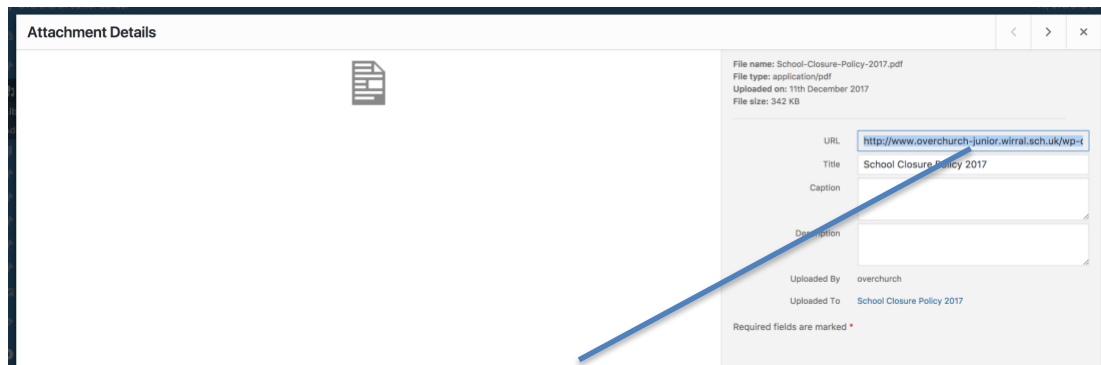 Attachment Details
File name: School-Closure-Policy-2017.pdf
File type: application/pdf
Uploaded on: 11th December 2017
File size: 342 KB
URL http://www.overchurch-junior.wirral.sch.uk/wp-c
Title School Closure Policy 2017
Caption
Description
Uploaded By overchurch
Uploaded To School Closure Policy 2017
Required fields are marked *